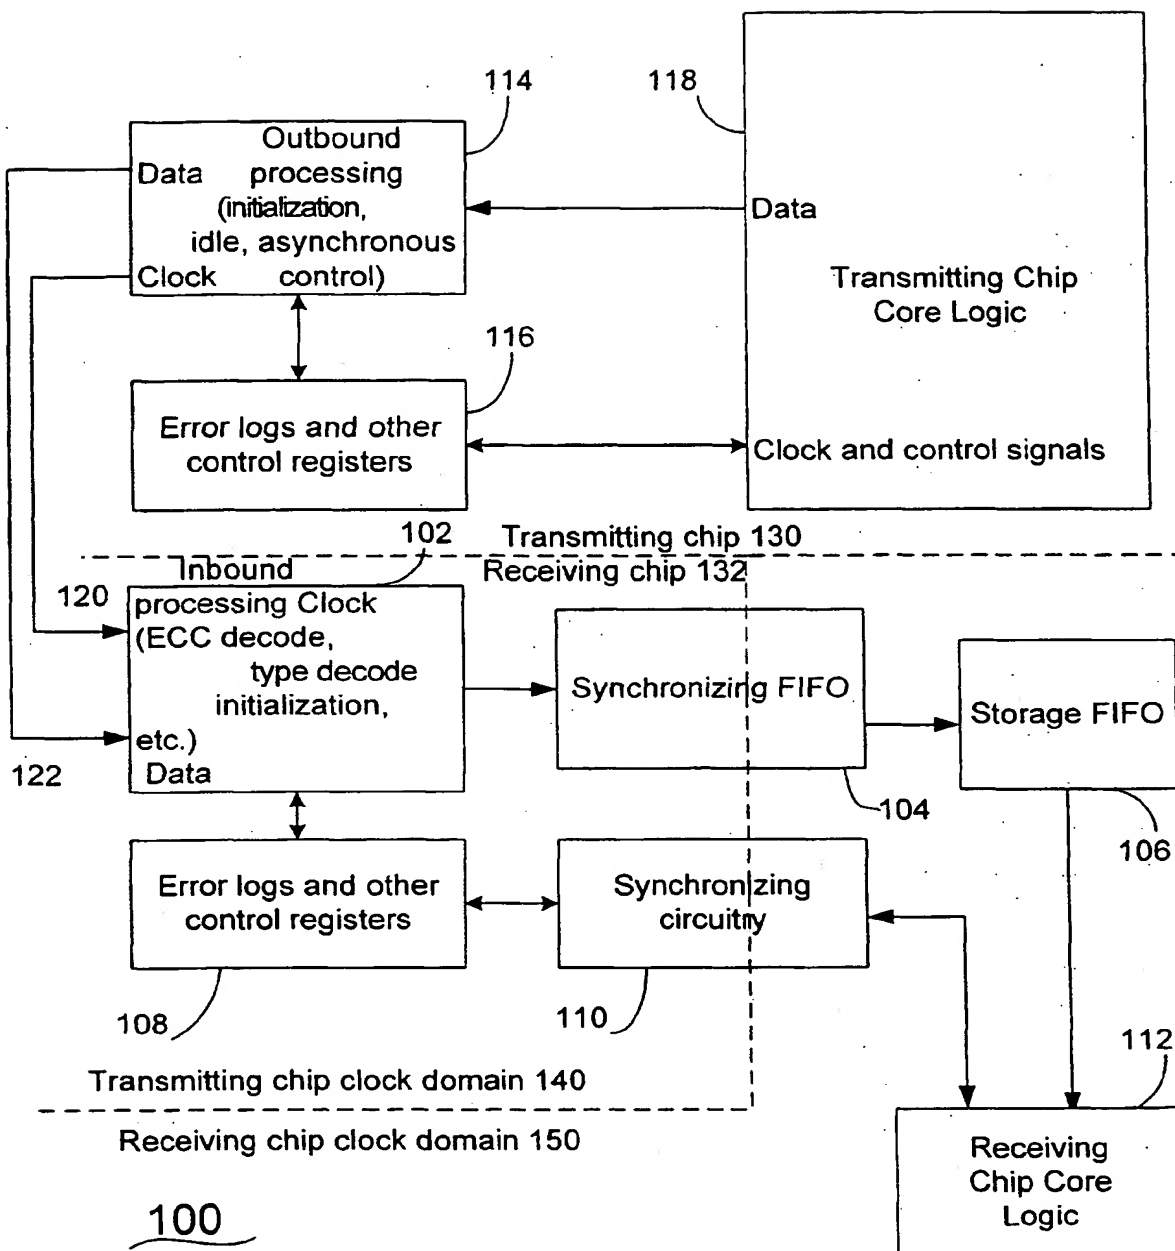 114
118
Outbound
Data processing
(initialization,
idle, asynchronous
Clock control)
Data
Transmitting Chip
Core Logic
116
Error logs and other
control registers
Clock and control signals
102
Transmitting chip 130
Inbound
Receiving chip 132
120
processing Clock
(ECC decode,
type decode
initialization,
etc.)
Data
122
Synchronizing FIFO
Storage FIFO
104
106
Error logs and other
control registers
Synchronizing
circuitry
108
110
112
Transmitting chip clock domain 140
Receiving chip clock domain 150
Receiving
Chip Core
Logic
100